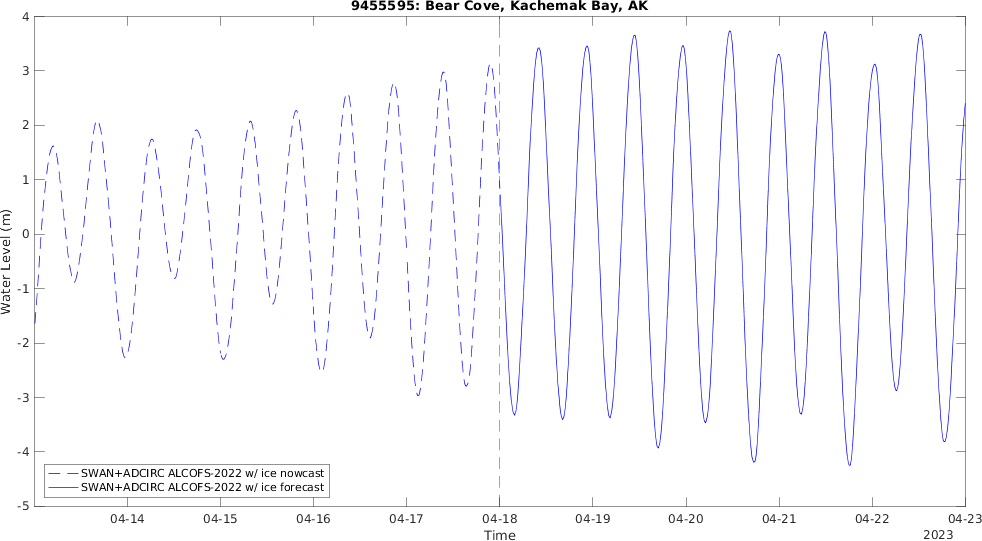 9455595: Bear Cove, Kachemak Bay, AK
4
3
2
1
0
-1
-2
-3
-4
-5
Water Level (m)
SWAN+ADCIRC ALCOFS-2022 w/ ice nowcast
SWAN+ADCIRC ALCOFS-2022 w/ ice forecast
04-14 04-15 04-16 04-17 04-18 04-19 04-20 04-21 04-22 04-23
Time
2023